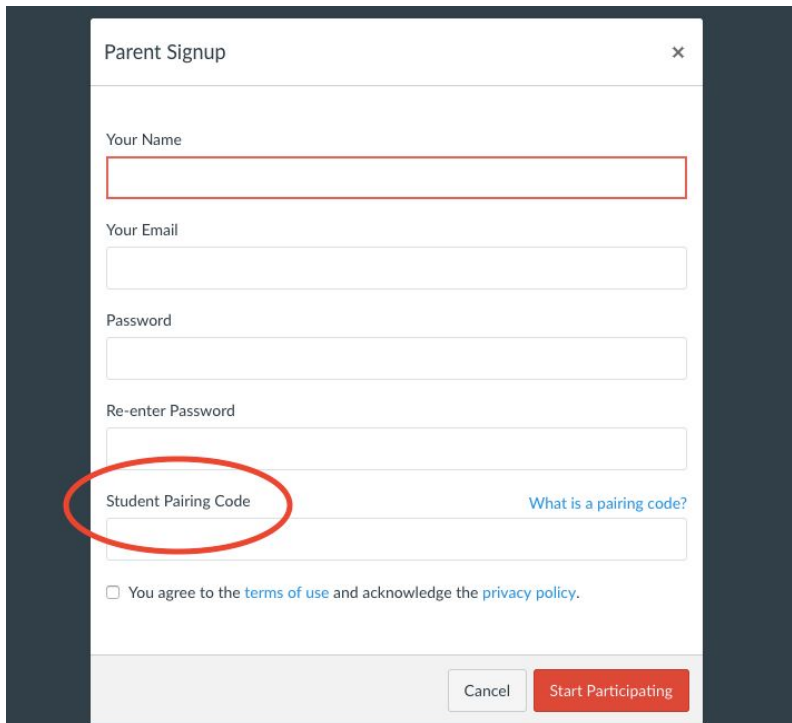 Parent Signup ×
Your Name
Your Email
Password
Re-enter Password
Student Pairing Code What is a pairing code?
You agree to the terms of use and acknowledge the privacy policy.
Cancel Start Participating